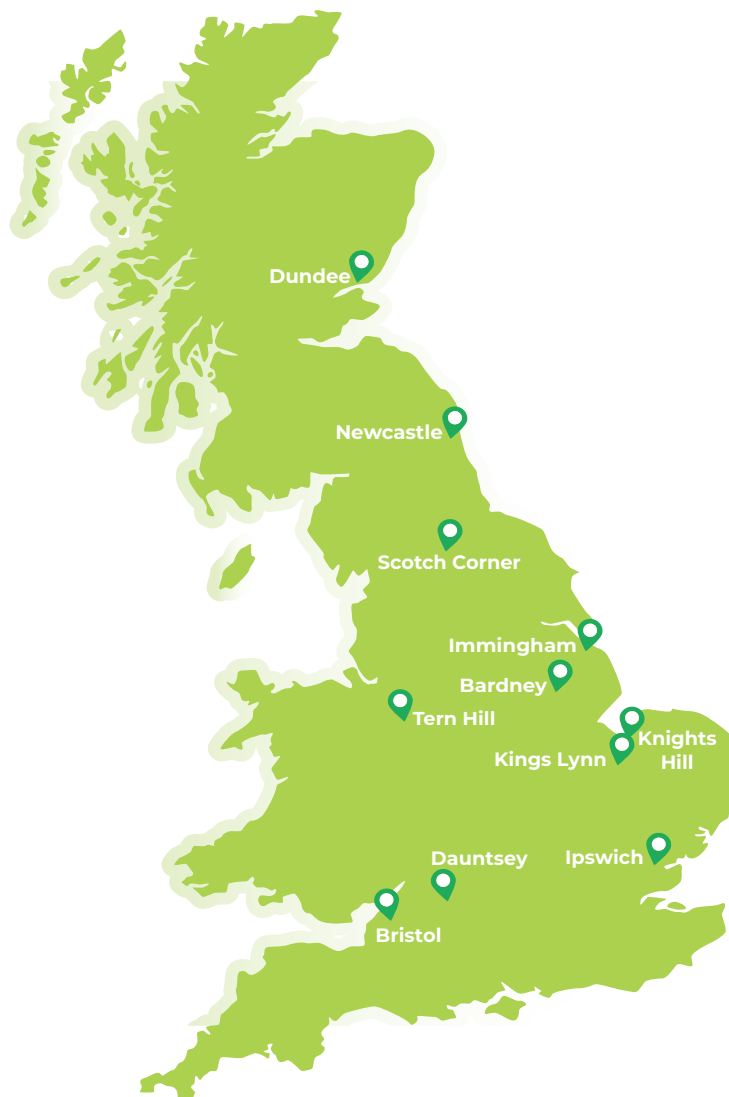 Dundee
Newcastle
Scotch Corner
Immingham
Bardney
Tern Hill
Knights
Hill
Kings Lynn
Dauntsey
Ipswich
Bristol